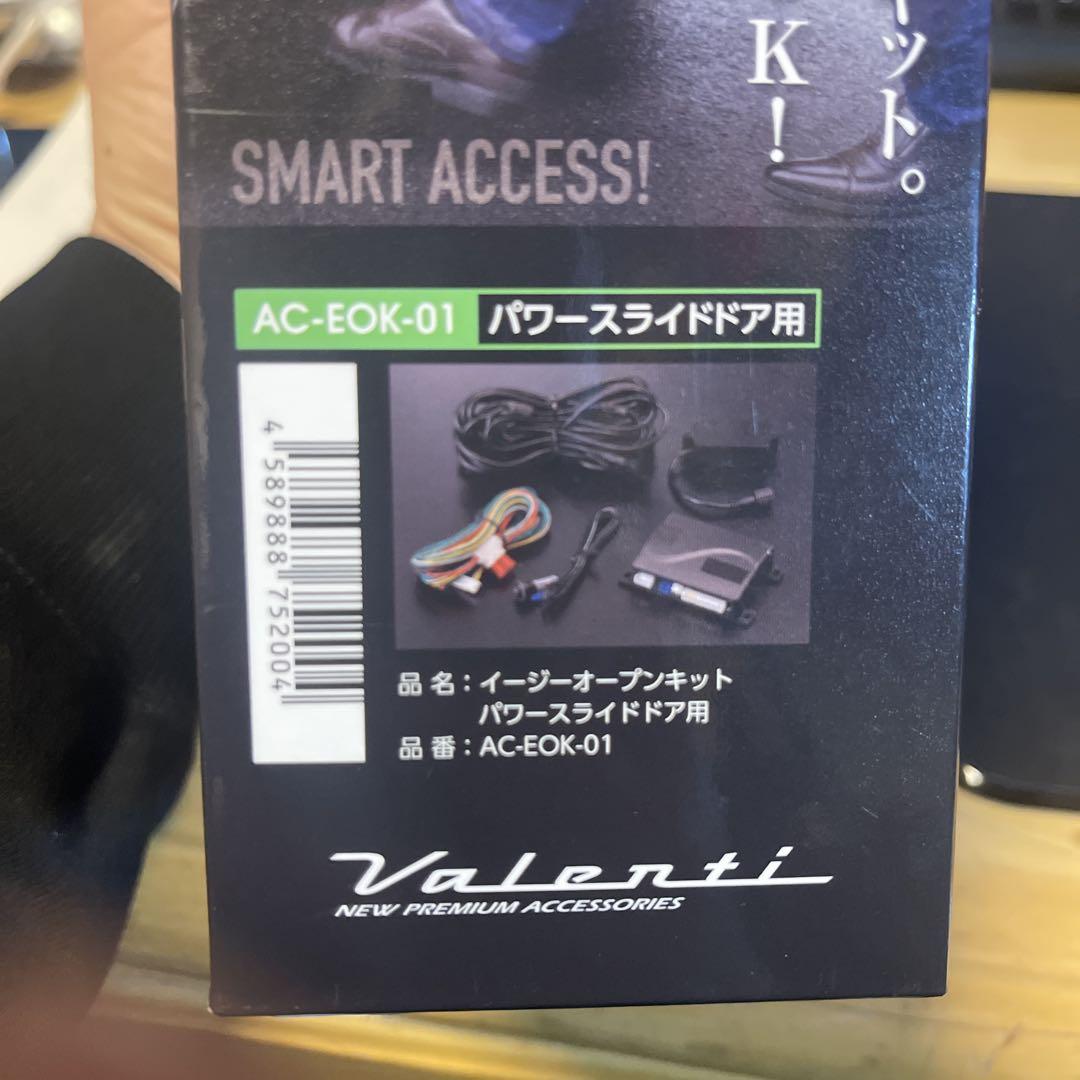 ット。
K!
SMART ACCESS!
AC-EOK-01 パワースライドドア用
4 589888 752004
品 名：イージーオープンキット
パワースライドドア用
品 番：AC-EOK-01
Valenti
NEW PREMIUM ACCESSORIES